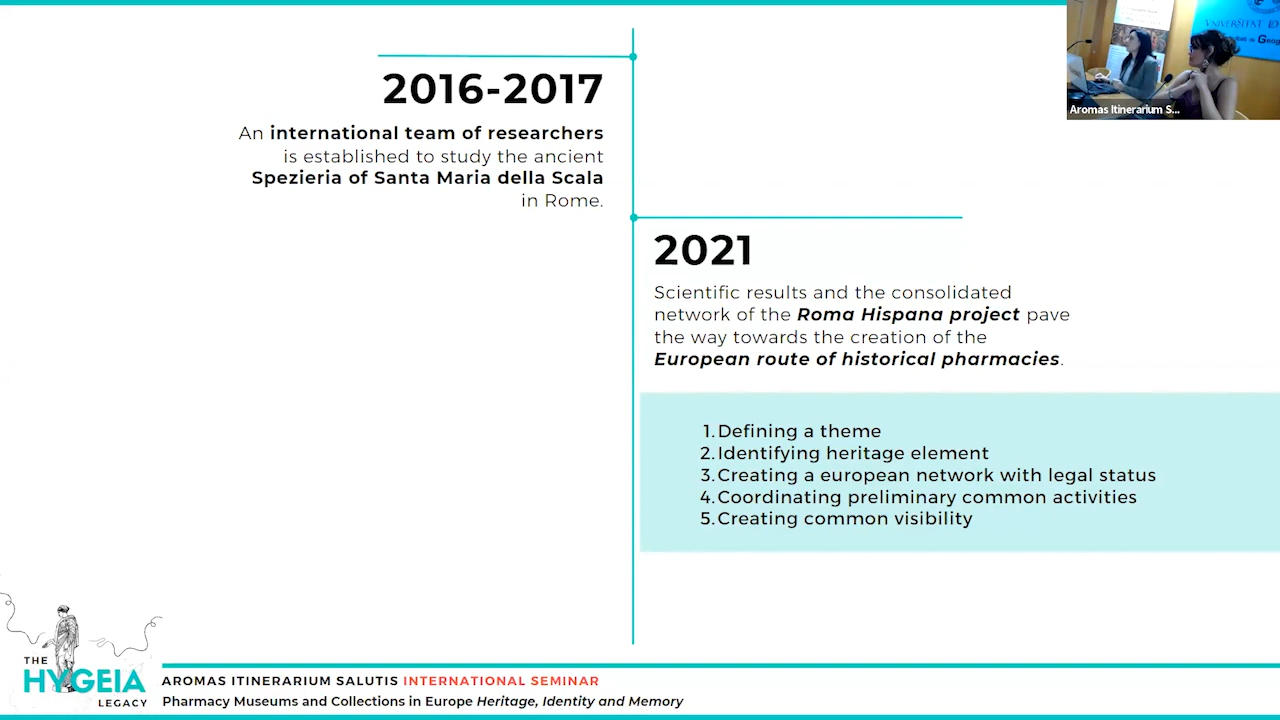 2016-2017
An international team of researchers
is established to study the ancient
Spezieria of Santa Maria della Scala
in Rome.
2021
Scientific results and the consolidated
network of the Roma Hispana project pave
the way towards the creation of the
European route of historical pharmacies.
1. Defining a theme
2. Identifying heritage element
3. Creating a european network with legal status
4. Coordinating preliminary common activities
5. Creating common visibility
Aromas Itinerarium S...
THE
HYGEIA
LEGACY
AROMAS ITINERARIUM SALUTIS INTERNATIONAL SEMINAR
Pharmacy Museums and Collections in Europe Heritage, Identity and Memory